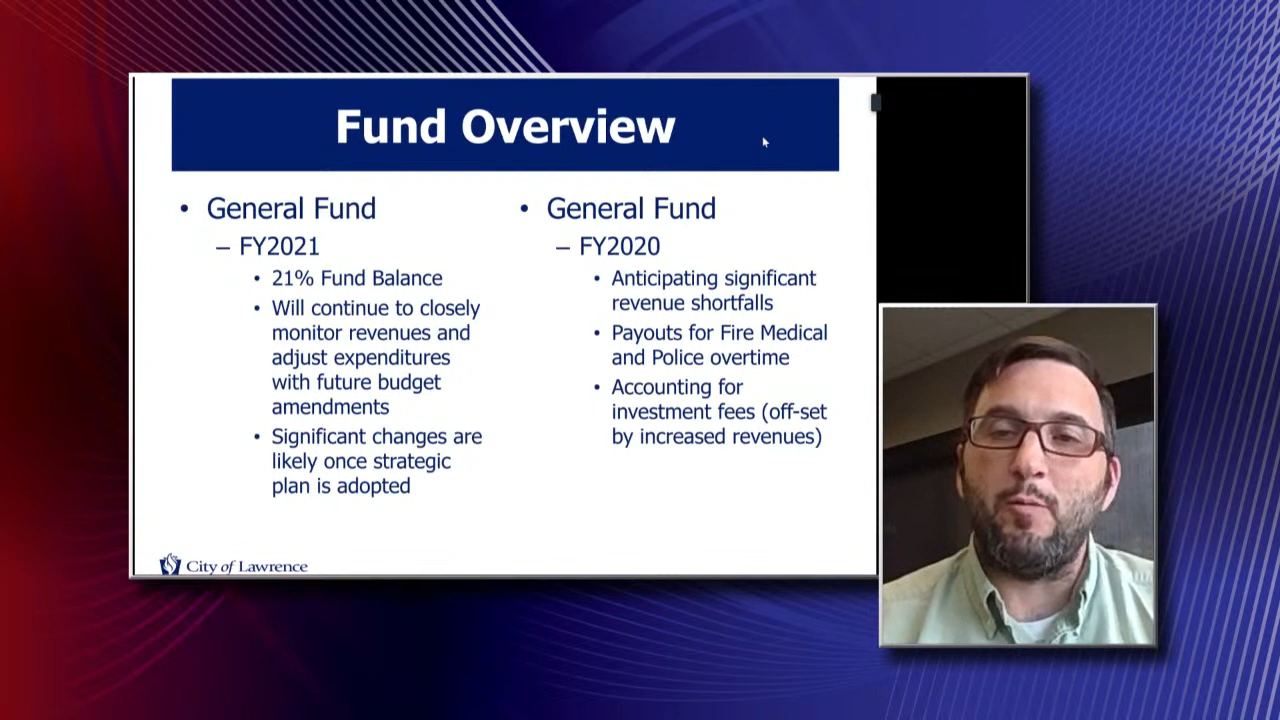 Fund Overview
• General Fund
– FY2021
• 21% Fund Balance
• Will continue to closely
monitor revenues and
adjust expenditures
with future budget
amendments
• Significant changes are
likely once strategic
plan is adopted
• General Fund
– FY2020
• Anticipating significant
revenue shortfalls
• Payouts for Fire Medical
and Police overtime
• Accounting for
investment fees (off-set
by increased revenues)
City of Lawrence